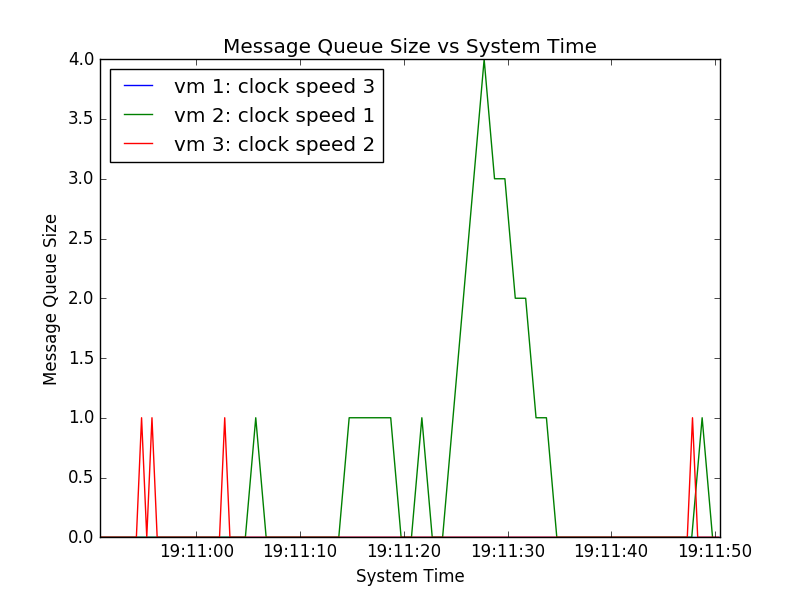 Message Queue Size vs System Time
4.0
3.5
3.0
2.5
2.0
1.5
1.0
0.5
0.0
Message Queue Size
vm 1: clock speed 3
vm 2: clock speed 1
vm 3: clock speed 2
19:11:00 19:11:10 19:11:20 19:11:30 19:11:40 19:11:50
System Time